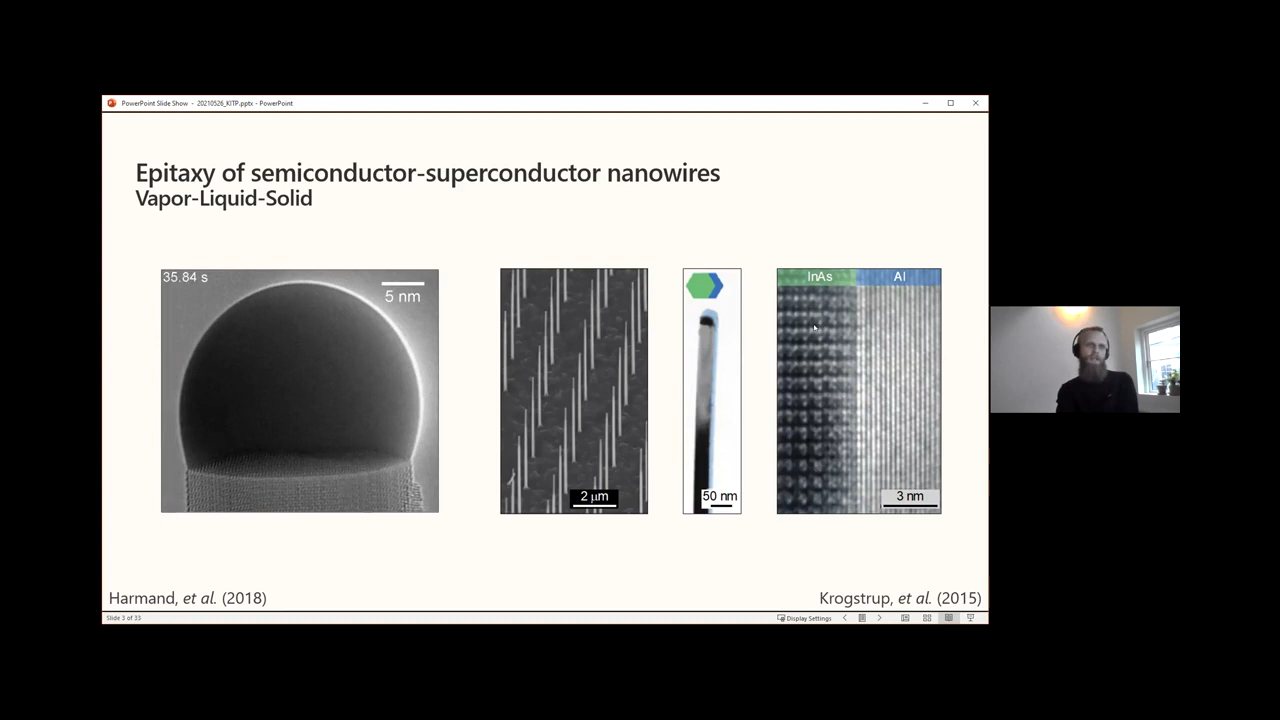 PowerPoint Slide Show - 20210526_KITP.pptx - PowerPoint
Epitaxy of semiconductor-superconductor nanowires
Vapor-Liquid-Solid
35.84 s
5 nm
2 μm
50 nm
InAs
Al
3 nm
Harmand, et al. (2018)
Krogstrup, et al. (2015)
Slide 3 of 33
Display Settings